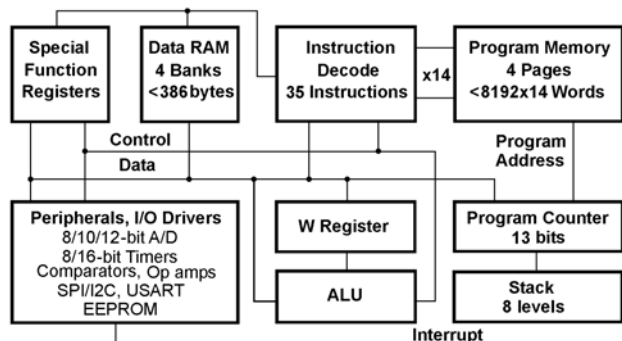 Special
Function
Registers
Data RAM
4 Banks
<386bytes
Instruction
Decode
35 Instructions
x14
Program Memory
4 Pages
<8192x14 Words
Control
Data
Program
Address
Peripherals, I/O Drivers
8/10/12-bit A/D
8/16-bit Timers
Comparators, Op amps
SPI/I2C, USART
EEPROM
W Register
ALU
Program Counter
13 bits
Stack
8 levels
Interrupt